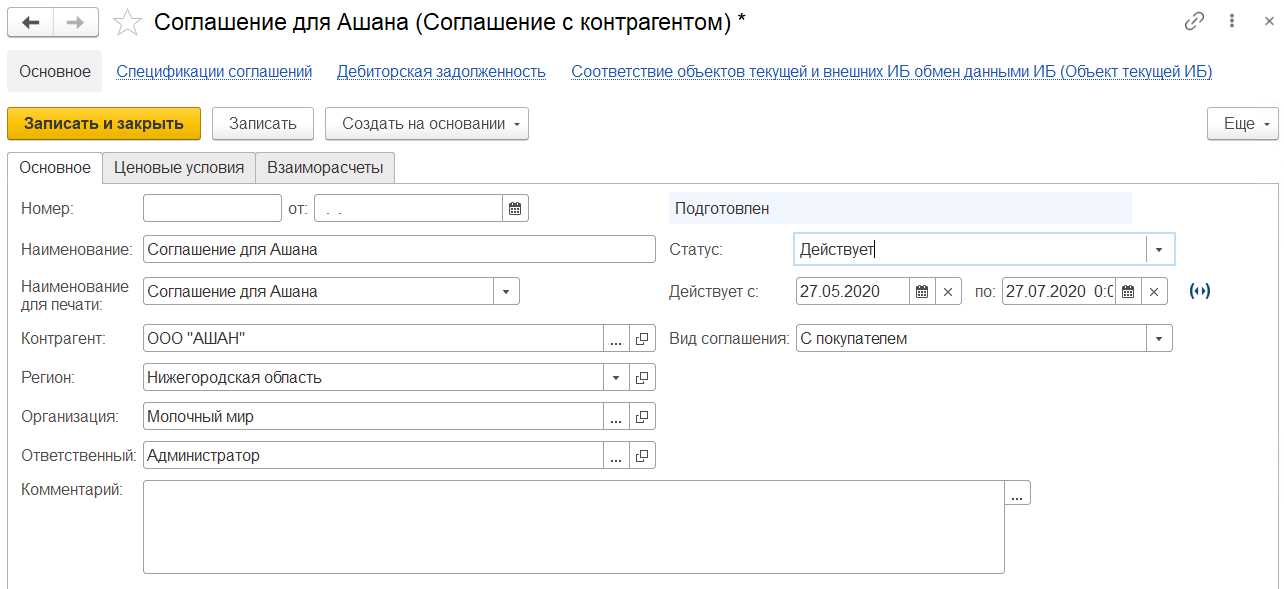 Соглашение для Ашана (Соглашение с контрагентом) *
Основное Спецификации соглашений Дебиторская задолженность Соответствие объектов текущей и внешних ИБ обмен данными ИБ (Объект текущей ИБ)
Записать и закрыть Записать Создать на основании Еще
Основное Ценовые условия Взаиморасчеты
Номер: от: . . Подготовлен
Наименование: Соглашение для Ашана Статус: Действует
Наименование для печати: Соглашение для Ашана Действует с: 27.05.2020 по: 27.07.2020 0:0
Контрагент: ООО "АШАН" ... Вид соглашения: С покупателем
Регион: Нижегородская область
Организация: Молочный мир ...
Ответственный: Администратор ...
Комментарий: ...